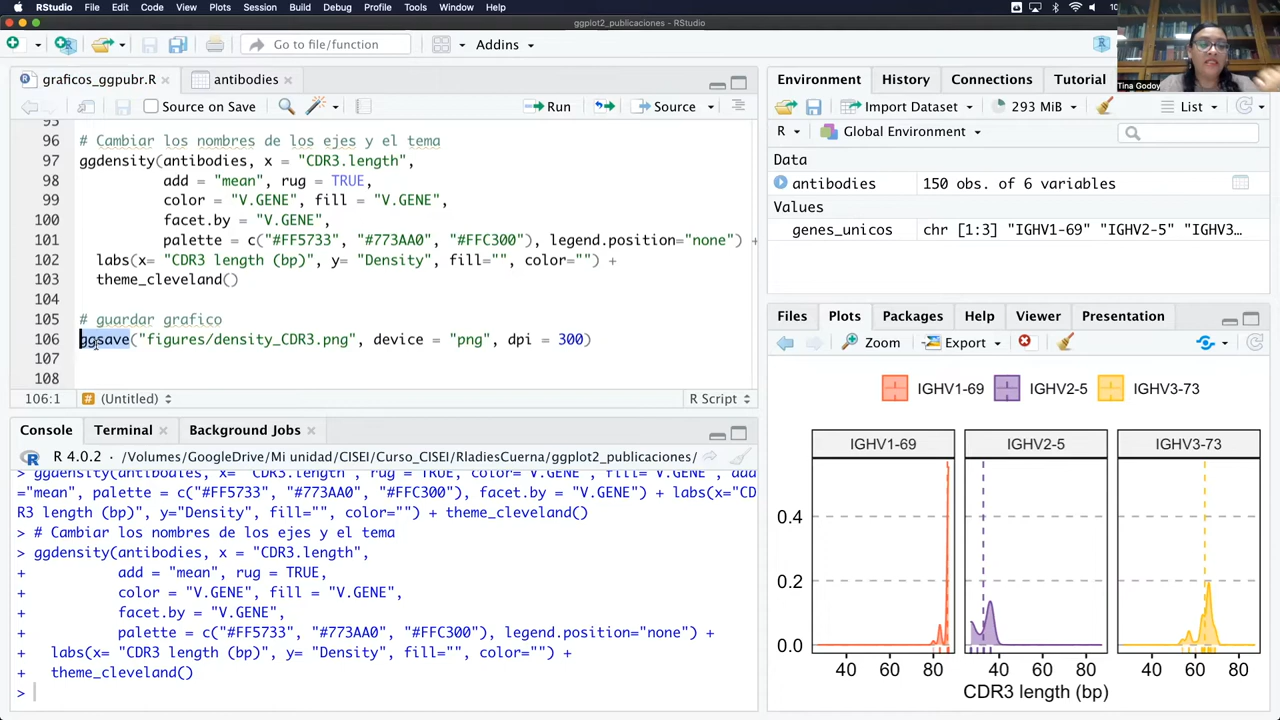 RStudio File Edit Code View Plots Session Build Debug Profile Tools Window Help
ggplot2_publicaciones - RStudio
Go to file/function Addins
Tina Godoy
graficos_ggpubr.R antibodies
Source on Save Run Source
95
96 # Cambiar los nombres de los ejes y el tema
97 ggdensity(antibodies, x = "CDR3.length",
98 add = "mean", rug = TRUE,
99 color = "V.GENE", fill = "V.GENE",
100 facet.by = "V.GENE",
101 palette = c("#FF5733", "#773AA0", "#FFC300"), legend.position="none") +
102 labs(x= "CDR3 length (bp)", y= "Density", fill="", color="") +
103 theme_cleveland()
104
105 # guardar grafico
106 ggsave("figures/density_CDR3.png", device = "png", dpi = 300)
107
108
106:1 # (Untitled) R Script
Console Terminal Background Jobs
R 4.0.2 · /Volumes/GoogleDrive/Mi unidad/CISEI/Curso_CISEI/RladiesCuerna/ggplot2_publicaciones/
ggdensity(antibodies, x= "CDR3.length", rug = TRUE, color="V.GENE", fill="V.GENE", add
="mean", palette = c("#FF5733", "#773AA0", "#FFC300"), facet.by = "V.GENE") + labs(x="CD
R3 length (bp)", y="Density", fill="", color="") + theme_cleveland()
> # Cambiar los nombres de los ejes y el tema
> ggdensity(antibodies, x = "CDR3.length",
+ add = "mean", rug = TRUE,
+ color = "V.GENE", fill = "V.GENE",
+ facet.by = "V.GENE",
+ palette = c("#FF5733", "#773AA0", "#FFC300"), legend.position="none") +
+ labs(x= "CDR3 length (bp)", y= "Density", fill="", color="") +
+ theme_cleveland()
>
Environment History Connections Tutorial
Import Dataset 293 MiB List
R Global Environment
Data
antibodies 150 obs. of 6 variables
Values
genes_unicos chr [1:3] "IGHV1-69" "IGHV2-5" "IGHV3…
Files Plots Packages Help Viewer Presentation
Zoom Export
IGHV1-69 IGHV2-5 IGHV3-73
IGHV1-69 IGHV2-5 IGHV3-73
0.4
0.2
0.0
40 60 80 40 60 80 40 60 80
CDR3 length (bp)